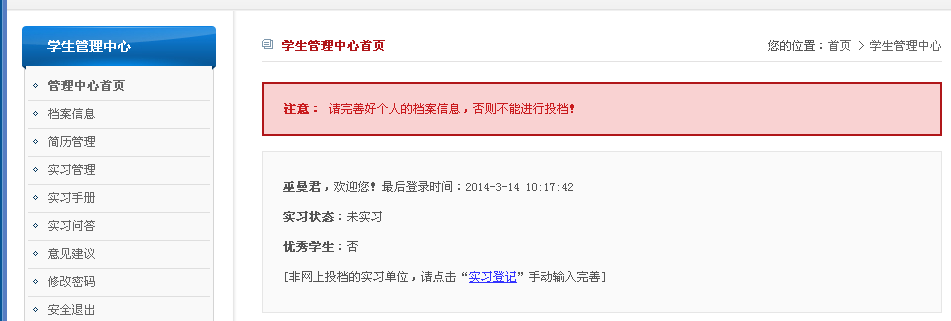 学生管理中心
管理中心首页
档案信息
简历管理
实习管理
实习手册
实习问答
意见建议
修改密码
安全退出
学生管理中心首页
您的位置：首页 > 学生管理中心
注意： 请完善好个人的档案信息，否则不能进行投档！
巫曼君，欢迎您！最后登录时间：2014-3-14 10:17:42
实习状态：未实习
优秀学生：否
[非网上投档的实习单位，请点击“实习登记”手动输入完善]